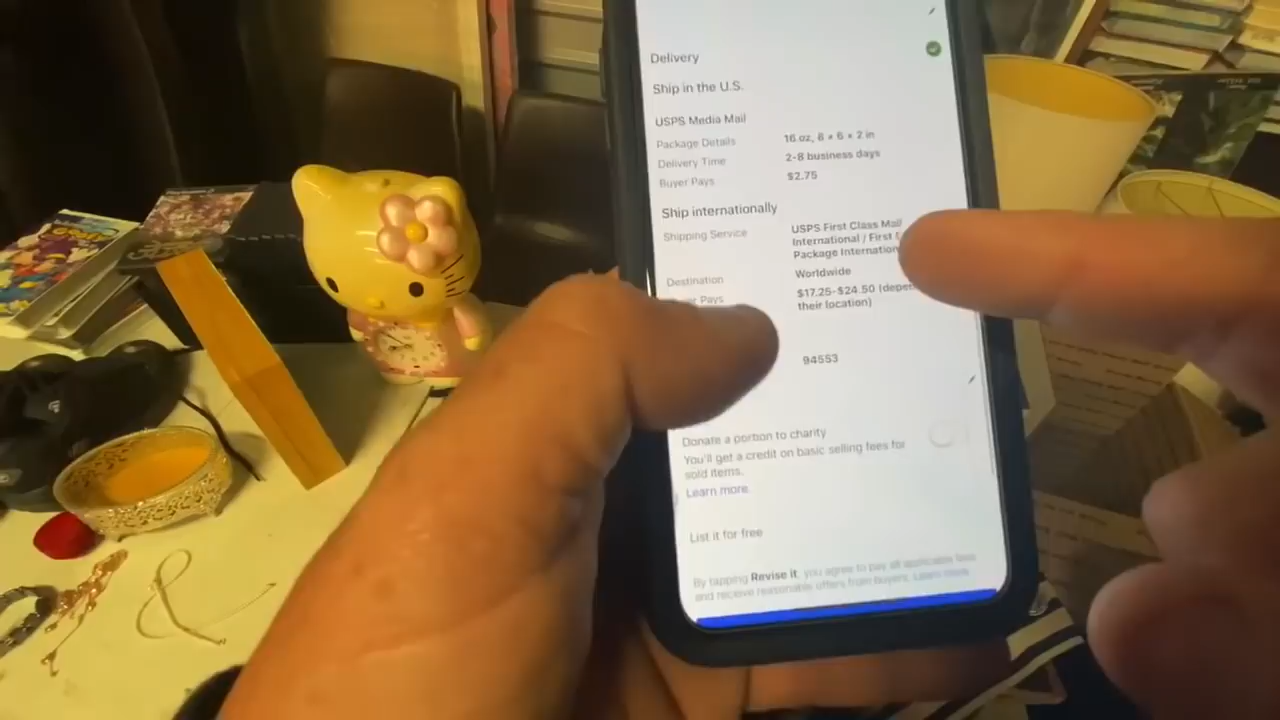 Delivery
Ship in the U.S.
USPS Media Mail
Package Details 16 oz, 8 × 6 × 2 in
Delivery Time 2-8 business days
Buyer Pays $2.75
Ship internationally
Shipping Service USPS First Class Mail
International / First
Package Internation
Destination Worldwide
Pays $17.25-$24.50 (depen
their location)
94553
Donate a portion to charity
You'll get a credit on basic selling fees for
sold items.
Learn more.
List it for free
By tapping Revise it, you agree to pay all applicable fees
and receive reasonable offers from buyers. Learn more